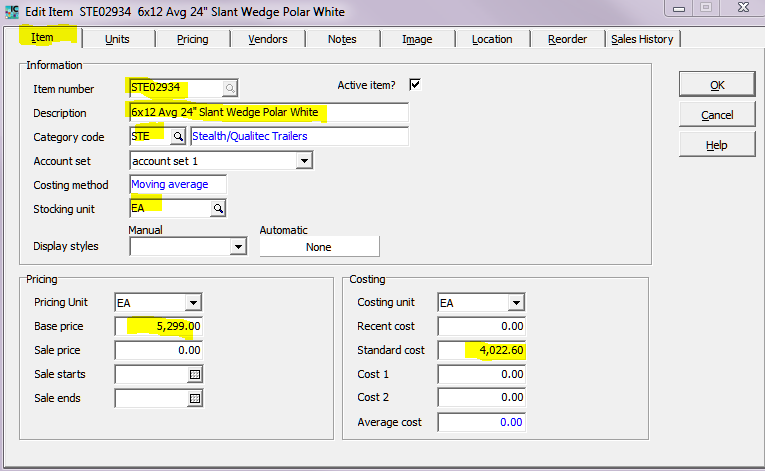 Edit Item STE02934 6x12 Avg 24" Slant Wedge Polar White
Item Units Pricing Vendors Notes Image Location Reorder Sales History
Information
Item number STE02934 Active item?
Description 6x12 Avg 24" Slant Wedge Polar White
Category code STE Stealth/Qualitec Trailers
Account set account set 1
Costing method Moving average
Stocking unit EA
Manual Automatic
Display styles None
OK
Cancel
Help
Pricing
Pricing Unit EA
Base price 5,299.00
Sale price 0.00
Sale starts
Sale ends
Costing
Costing unit EA
Recent cost 0.00
Standard cost 4,022.60
Cost 1 0.00
Cost 2 0.00
Average cost 0.00